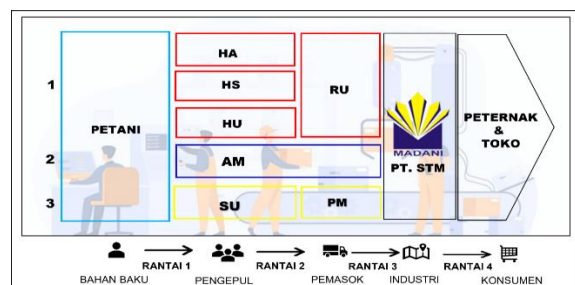 HA
1
HS
RU
PETANI
HU
PETERNAK
&
TOKO
MADANI
PT. STM
2
AM
3
SU
PM
RANTAI 1
RANTAI 2
RANTAI 3
RANTAI 4
BAHAN BAKU
PENGEPUL
PEMASOK
INDUSTRI
KONSUMEN